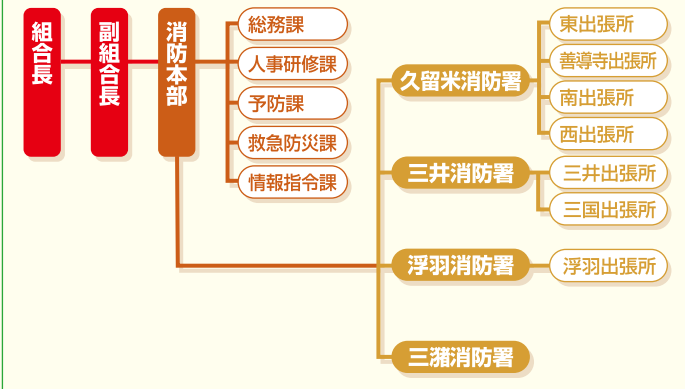 組合長
副組合長
消防本部
総務課
人事研修課
予防課
救急防災課
情報指令課
久留米消防署
東出張所
善導寺出張所
南出張所
西出張所
三井消防署
三井出張所
三国出張所
浮羽消防署
浮羽出張所
三潴消防署